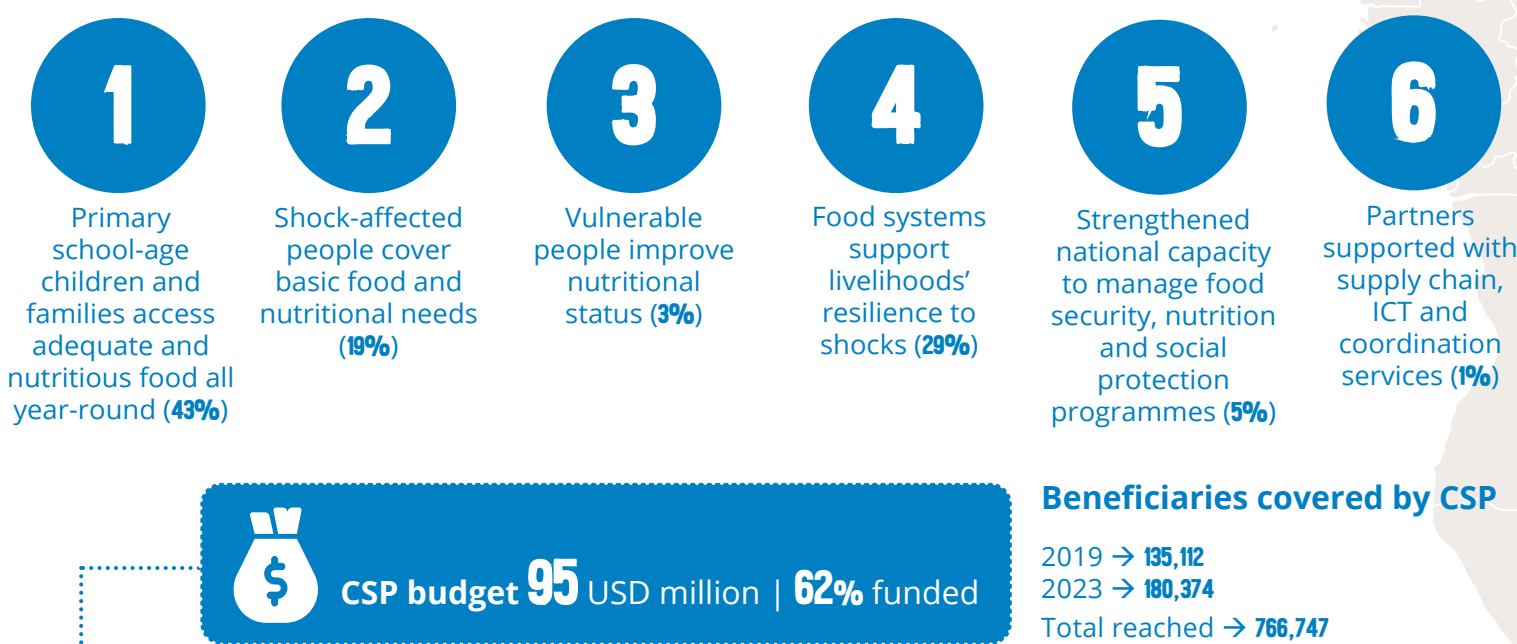 1
Primary
school-age
children and
families access
adequate and
nutritious food all
year-round (43%)
2
Shock-affected
people cover
basic food and
nutritional needs
(19%)
3
Vulnerable
people improve
nutritional
status (3%)
4
Food systems
support
livelihoods’
resilience to
shocks (29%)
5
Strengthened
national capacity
to manage food
security, nutrition
and social
protection
programmes (5%)
6
Partners
supported with
supply chain,
ICT and
coordination
services (1%)
$
CSP budget 95 USD million | 62% funded
Beneficiaries covered by CSP
2019 → 135,112
2023 → 180,374
Total reached → 766,747